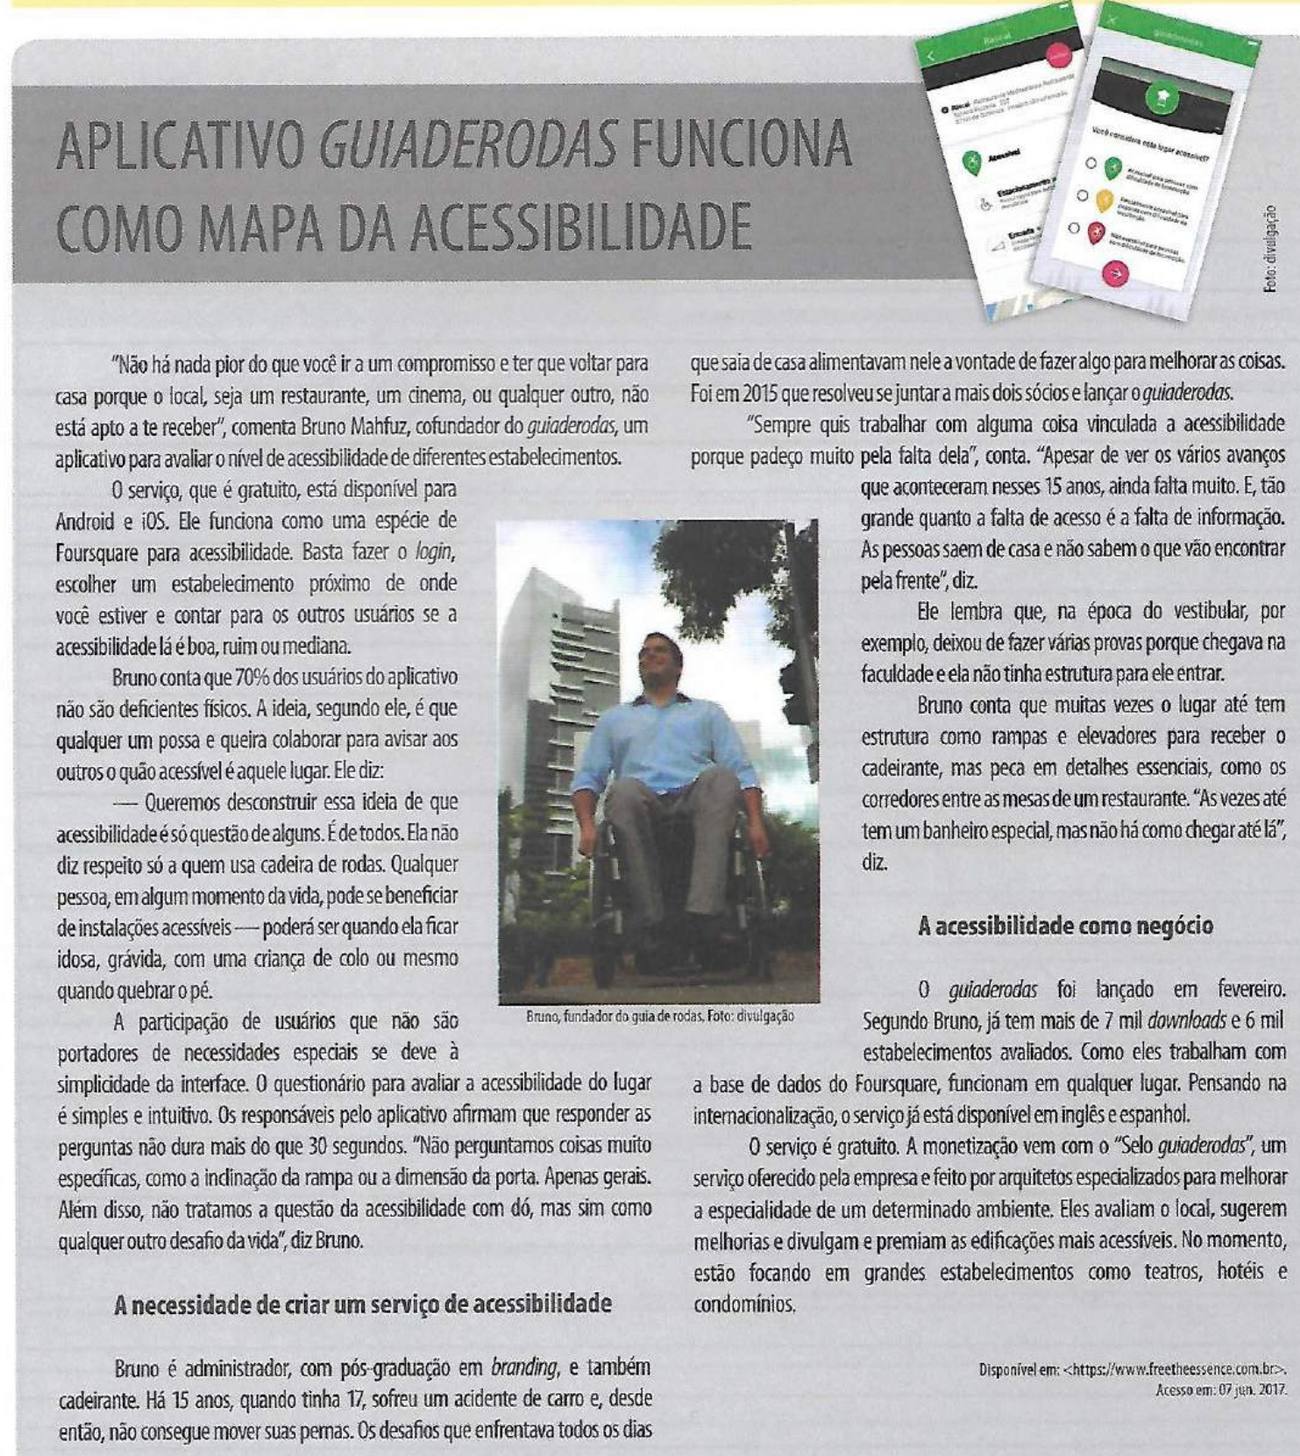 APLICATIVO GUIADERODAS FUNCIONA
COMO MAPA DA ACESSIBILIDADE
Rascal
Acessível
Estacionamento
Entrada
guiaderodas
Você considera este lugar acessível?
Foto: divulgação
"Não há nada pior do que você ir a um compromisso e ter que voltar para
casa porque o local, seja um restaurante, um cinema, ou qualquer outro, não
está apto a te receber", comenta Bruno Mahfuz, cofundador do guiaderodas, um
aplicativo para avaliar o nível de acessibilidade de diferentes estabelecimentos.
O serviço, que é gratuito, está disponível para
Android e iOS. Ele funciona como uma espécie de
Foursquare para acessibilidade. Basta fazer o login,
escolher um estabelecimento próximo de onde
você estiver e contar para os outros usuários se a
acessibilidade lá é boa, ruim ou mediana.
Bruno conta que 70% dos usuários do aplicativo
não são deficientes físicos. A ideia, segundo ele, é que
qualquer um possa e queira colaborar para avisar aos
outros o quão acessível é aquele lugar. Ele diz:
— Queremos desconstruir essa ideia de que
acessibilidade é só questão de alguns. É de todos. Ela não
diz respeito só a quem usa cadeira de rodas. Qualquer
pessoa, em algum momento da vida, pode se beneficiar
de instalações acessíveis — poderá ser quando ela ficar
idosa, grávida, com uma criança de colo ou mesmo
quando quebrar o pé.
A participação de usuários que não são
portadores de necessidades especiais se deve à
simplicidade da interface. O questionário para avaliar a acessibilidade do lugar
é simples e intuitivo. Os responsáveis pelo aplicativo afirmam que responder as
perguntas não dura mais do que 30 segundos. "Não perguntamos coisas muito
específicas, como a inclinação da rampa ou a dimensão da porta. Apenas gerais.
Além disso, não tratamos a questão da acessibilidade com dó, mas sim como
qualquer outro desafio da vida", diz Bruno.
A necessidade de criar um serviço de acessibilidade
Bruno é administrador, com pós-graduação em branding, e também
cadeirante. Há 15 anos, quando tinha 17, sofreu um acidente de carro e, desde
então, não consegue mover suas pernas. Os desafios que enfrentava todos os dias
Bruno, fundador do guia de rodas. Foto: divulgação
que saia de casa alimentavam nele a vontade de fazer algo para melhorar as coisas.
Foi em 2015 que resolveu se juntar a mais dois sócios e lançar o guiaderodas.
"Sempre quis trabalhar com alguma coisa vinculada a acessibilidade
porque padeço muito pela falta dela", conta. "Apesar de ver os vários avanços
que aconteceram nesses 15 anos, ainda falta muito. E, tão
grande quanto a falta de acesso é a falta de informação.
As pessoas saem de casa e não sabem o que vão encontrar
pela frente", diz.
Ele lembra que, na época do vestibular, por
exemplo, deixou de fazer várias provas porque chegava na
faculdade e ela não tinha estrutura para ele entrar.
Bruno conta que muitas vezes o lugar até tem
estrutura como rampas e elevadores para receber o
cadeirante, mas peca em detalhes essenciais, como os
corredores entre as mesas de um restaurante. "As vezes até
tem um banheiro especial, mas não há como chegar até lá",
diz.
A acessibilidade como negócio
O guiaderodas foi lançado em fevereiro.
Segundo Bruno, já tem mais de 7 mil downloads e 6 mil
estabelecimentos avaliados. Como eles trabalham com
a base de dados do Foursquare, funcionam em qualquer lugar. Pensando na
internacionalização, o serviço já está disponível em inglês e espanhol.
O serviço é gratuito. A monetização vem com o "Selo guiaderodas", um
serviço oferecido pela empresa e feito por arquitetos especializados para melhorar
a especialidade de um determinado ambiente. Eles avaliam o local, sugerem
melhorias e divulgam e premiam as edificações mais acessíveis. No momento,
estão focando em grandes estabelecimentos como teatros, hotéis e
condomínios.
Disponível em: <https://www.freetheessence.com.br>.
Acesso em: 07 jun. 2017.